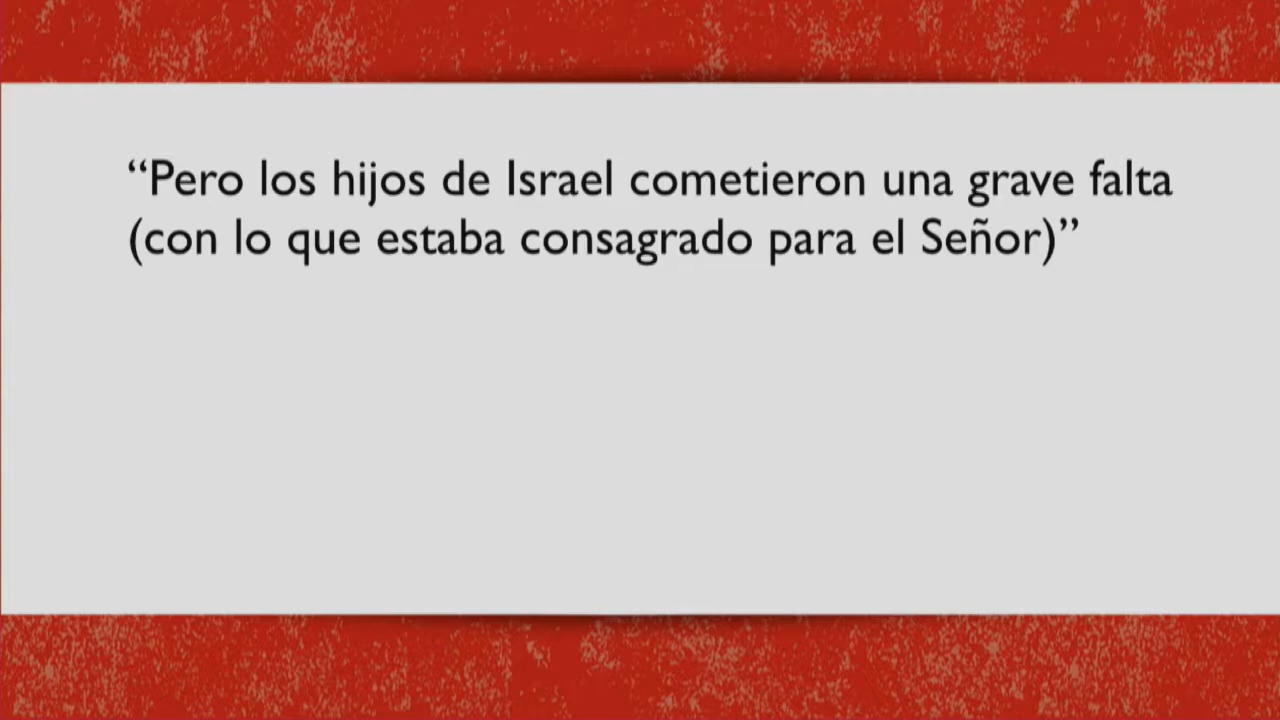 “Pero los hijos de Israel cometieron una grave falta
(con lo que estaba consagrado para el Señor)”